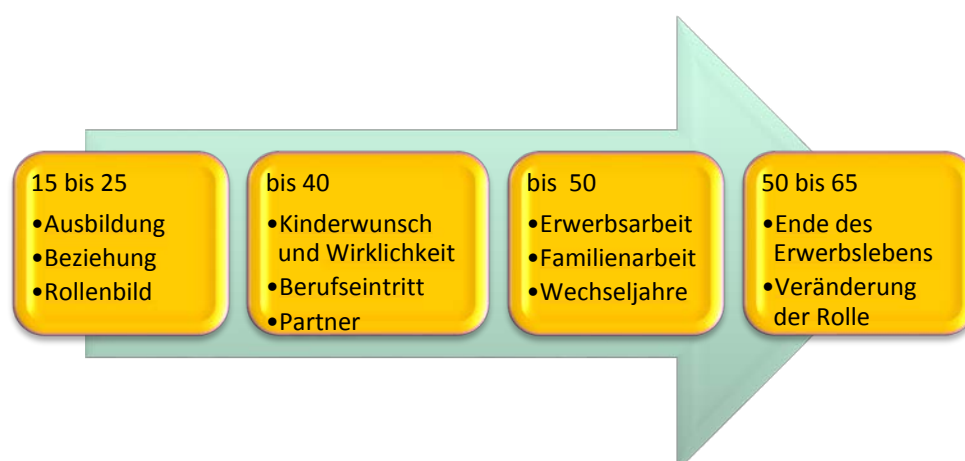 15 bis 25
•Ausbildung
•Beziehung
•Rollenbild
bis 40
•Kinderwunsch
und Wirklichkeit
•Berufseintritt
•Partner
bis 50
•Erwerbsarbeit
•Familienarbeit
•Wechseljahre
50 bis 65
•Ende des
Erwerbslebens
•Veränderung
der Rolle